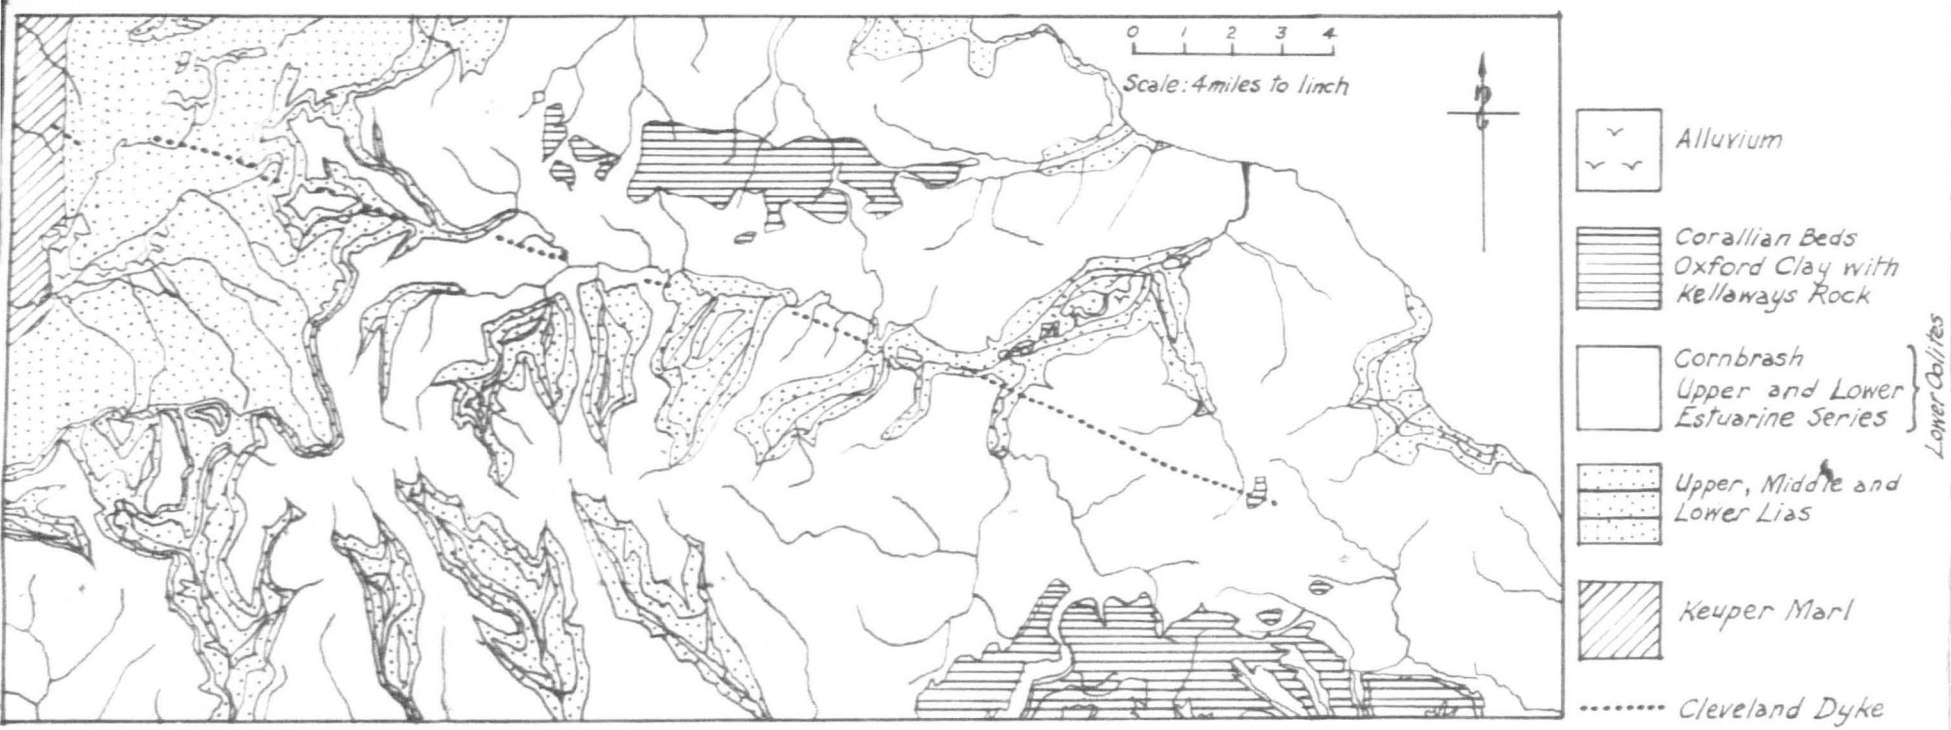 0 1 2 3 4
Scale: 4 miles to 1 inch
n
Alluvium
Corallian Beds
Oxford Clay with
Kellaways Rock
Cornbrash
Upper and Lower
Estuarine Series
Lower Oolites
Upper, Middle and
Lower Lias
Keuper Marl
Cleveland Dyke